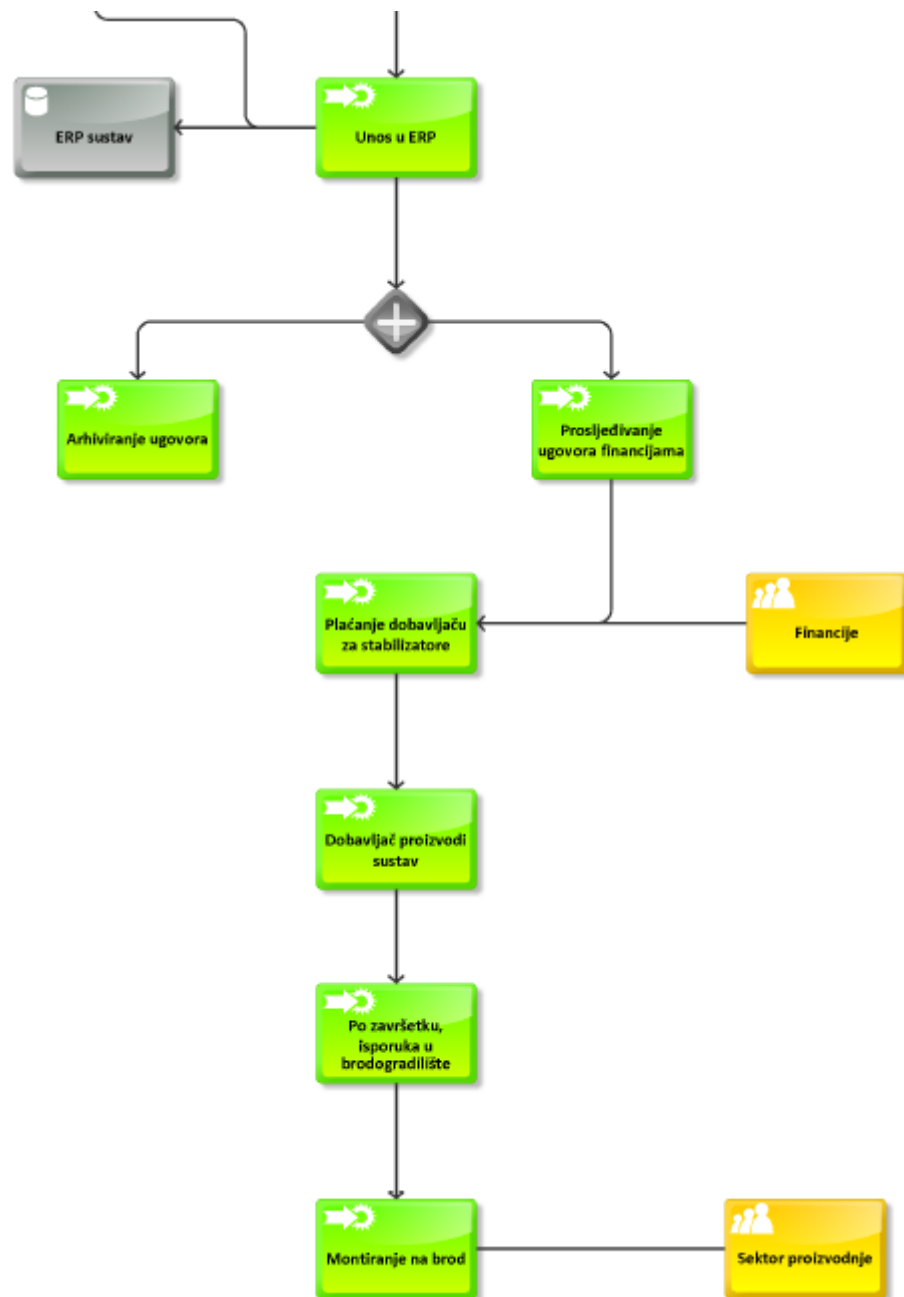 ERP sustav
Unos u ERP
Arhiviranje ugovora
Prosljeđivanje
ugovora financijama
Plaćanje dobavljaču
za stabilizatore
Financije
Dobavljač proizvodi
sustav
Po završetku,
isporuka u
brodogradilište
Montiranje na brod
Sektor proizvodnje